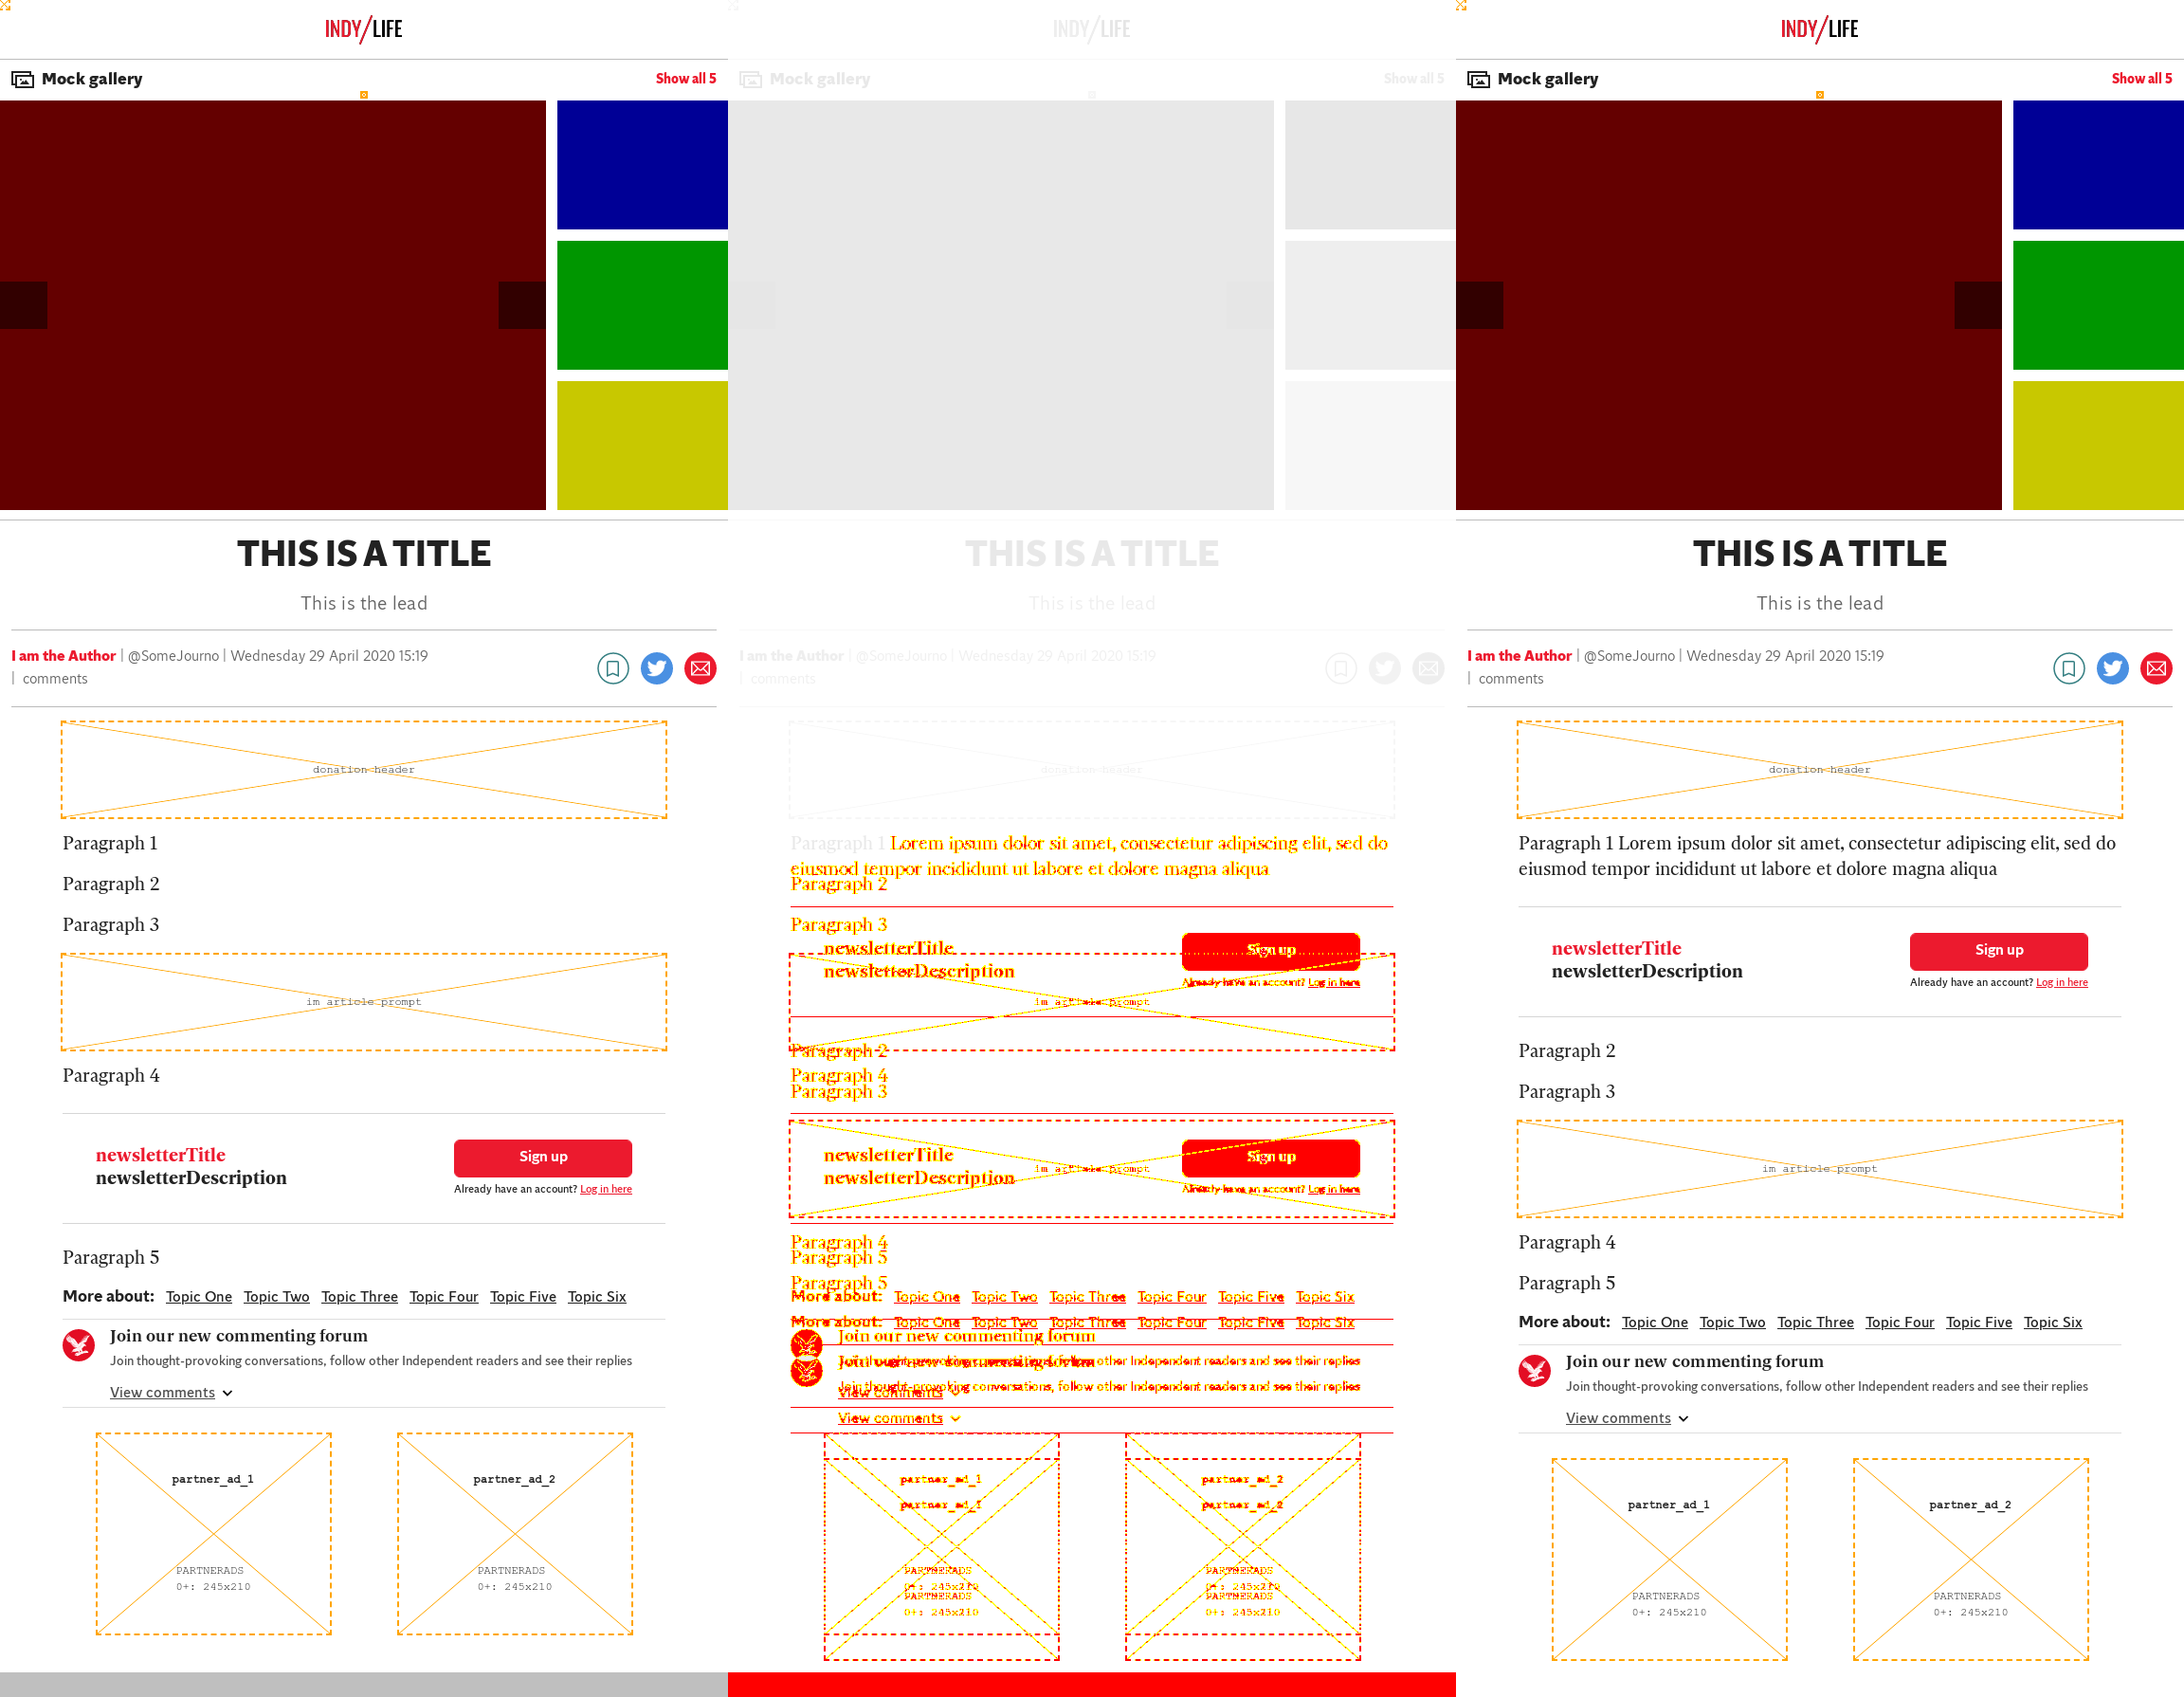 INDY/LIFE
Mock gallery
Show all 5
THIS IS A TITLE
This is the lead
I am the Author | @SomeJourno | Wednesday 29 April 2020 15:19
| comments
donation header
Paragraph 1
Paragraph 2
Paragraph 3
im article prompt
Paragraph 4
newsletterTitle
newsletterDescription
Sign up
Already have an account? Log in here
Paragraph 5
More about: Topic One Topic Two Topic Three Topic Four Topic Five Topic Six
Join our new commenting forum
Join thought-provoking conversations, follow other Independent readers and see their replies
View comments
partner_ad_1
PARTNERADS
0+: 245x210
partner_ad_2
PARTNERADS
0+: 245x210
INDY/LIFE
Mock gallery
Show all 5
THIS IS A TITLE
This is the lead
I am the Author | @SomeJourno | Wednesday 29 April 2020 15:19
| comments
donation header
Paragraph 1 Lorem ipsum dolor sit amet, consectetur adipiscing elit, sed do
eiusmod tempor incididunt ut labore et dolore magna aliqua
Paragraph 2
Paragraph 3
newsletterTitle
newsletterDescription
Sign up
Already have an account? Log in here
im article prompt
Paragraph 2
Paragraph 4
Paragraph 3
newsletterTitle
newsletterDescription
im article prompt
Sign up
Already have an account? Log in here
Paragraph 4
Paragraph 5
Paragraph 5
More about: Topic One Topic Two Topic Three Topic Four Topic Five Topic Six
More about: Topic One Topic Two Topic Three Topic Four Topic Five Topic Six
Join our new commenting forum
Join thought-provoking conversations, follow other Independent readers and see their replies
Join our new commenting forum
Join thought-provoking conversations, follow other Independent readers and see their replies
View comments
View comments
partner_ad_1
partner_ad_1
PARTNERADS
0+: 245x210
PARTNERADS
0+: 245x210
partner_ad_2
partner_ad_2
PARTNERADS
0+: 245x210
PARTNERADS
0+: 245x210
INDY/LIFE
Mock gallery
Show all 5
THIS IS A TITLE
This is the lead
I am the Author | @SomeJourno | Wednesday 29 April 2020 15:19
| comments
donation header
Paragraph 1 Lorem ipsum dolor sit amet, consectetur adipiscing elit, sed do
eiusmod tempor incididunt ut labore et dolore magna aliqua
newsletterTitle
newsletterDescription
Sign up
Already have an account? Log in here
Paragraph 2
Paragraph 3
im article prompt
Paragraph 4
Paragraph 5
More about: Topic One Topic Two Topic Three Topic Four Topic Five Topic Six
Join our new commenting forum
Join thought-provoking conversations, follow other Independent readers and see their replies
View comments
partner_ad_1
PARTNERADS
0+: 245x210
partner_ad_2
PARTNERADS
0+: 245x210